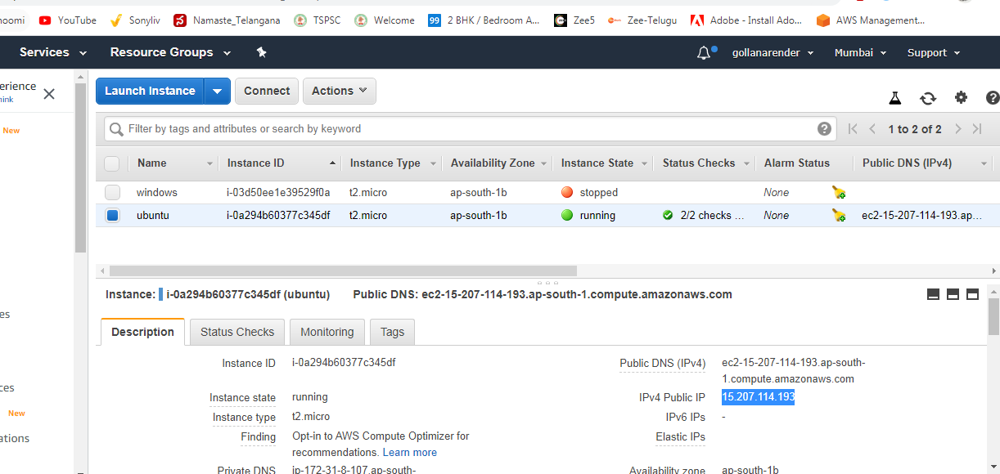 noomi YouTube Sonyliv Namaste_Telangana TSPSC Welcome 99 2 BHK / Bedroom A... Zee5 Zee-Telugu Adobe - Install Ado... AWS Management...
Services Resource Groups gollanarender Mumbai Support
erience
hink
New
Launch Instance Connect Actions
Filter by tags and attributes or search by keyword ? 1 to 2 of 2
Name Instance ID Instance Type Availability Zone Instance State Status Checks Alarm Status Public DNS (IPv4)
windows i-03d50ee1e39529f0a t2.micro ap-south-1b stopped None
ubuntu i-0a294b60377c345df t2.micro ap-south-1b running 2/2 checks ... None ec2-15-207-114-193.ap...
Instance: i-0a294b60377c345df (ubuntu) Public DNS: ec2-15-207-114-193.ap-south-1.compute.amazonaws.com
es
Description Status Checks Monitoring Tags
Instance ID i-0a294b60377c345df Public DNS (IPv4) ec2-15-207-114-193.ap-south-
1.compute.amazonaws.com
ces
Instance state running IPv4 Public IP 15.207.114.193
New
Instance type t2.micro IPv6 IPs -
ations
Finding Opt-in to AWS Compute Optimizer for Elastic IPs
recommendations. Learn more
Private DNS ip-172-31-8-107.ap-south- Availability zone ap-south-1b